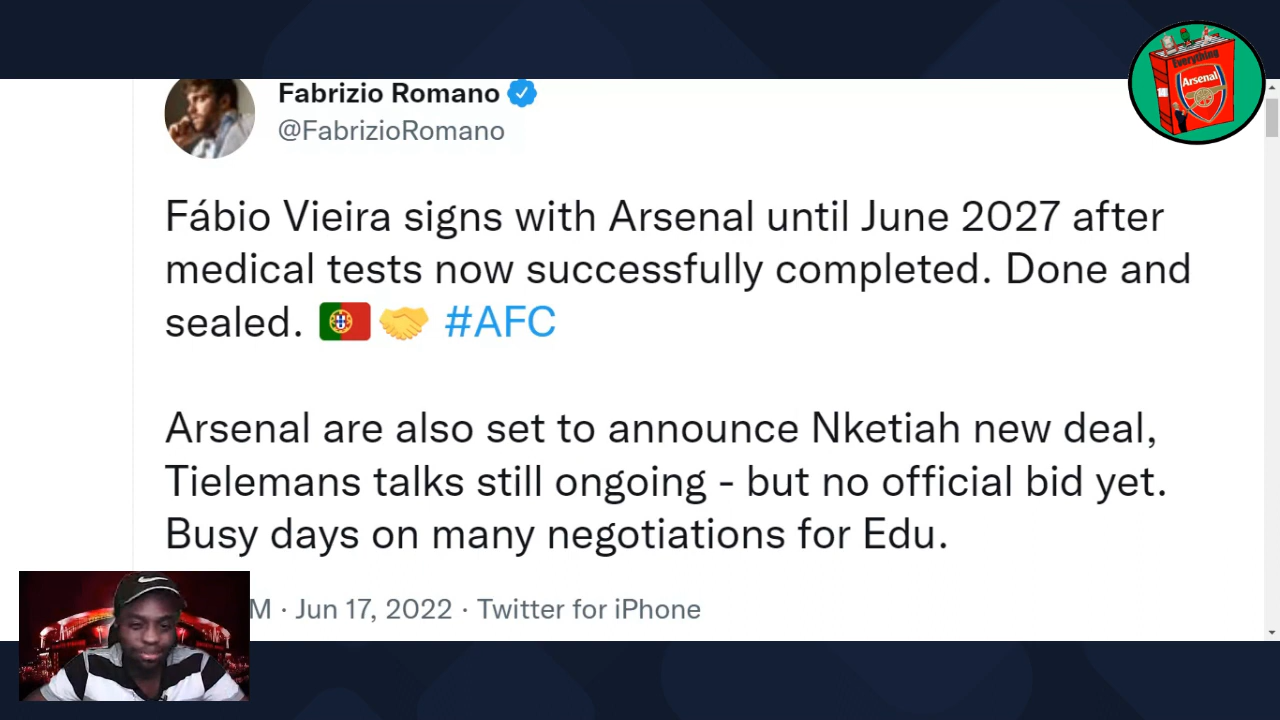 Everything
Arsenal
Fabrizio Romano
@FabrizioRomano
Fábio Vieira signs with Arsenal until June 2027 after
medical tests now successfully completed. Done and
sealed. 🇵🇹🤝 #AFC
Arsenal are also set to announce Nketiah new deal,
Tielemans talks still ongoing - but no official bid yet.
Busy days on many negotiations for Edu.
M · Jun 17, 2022 · Twitter for iPhone